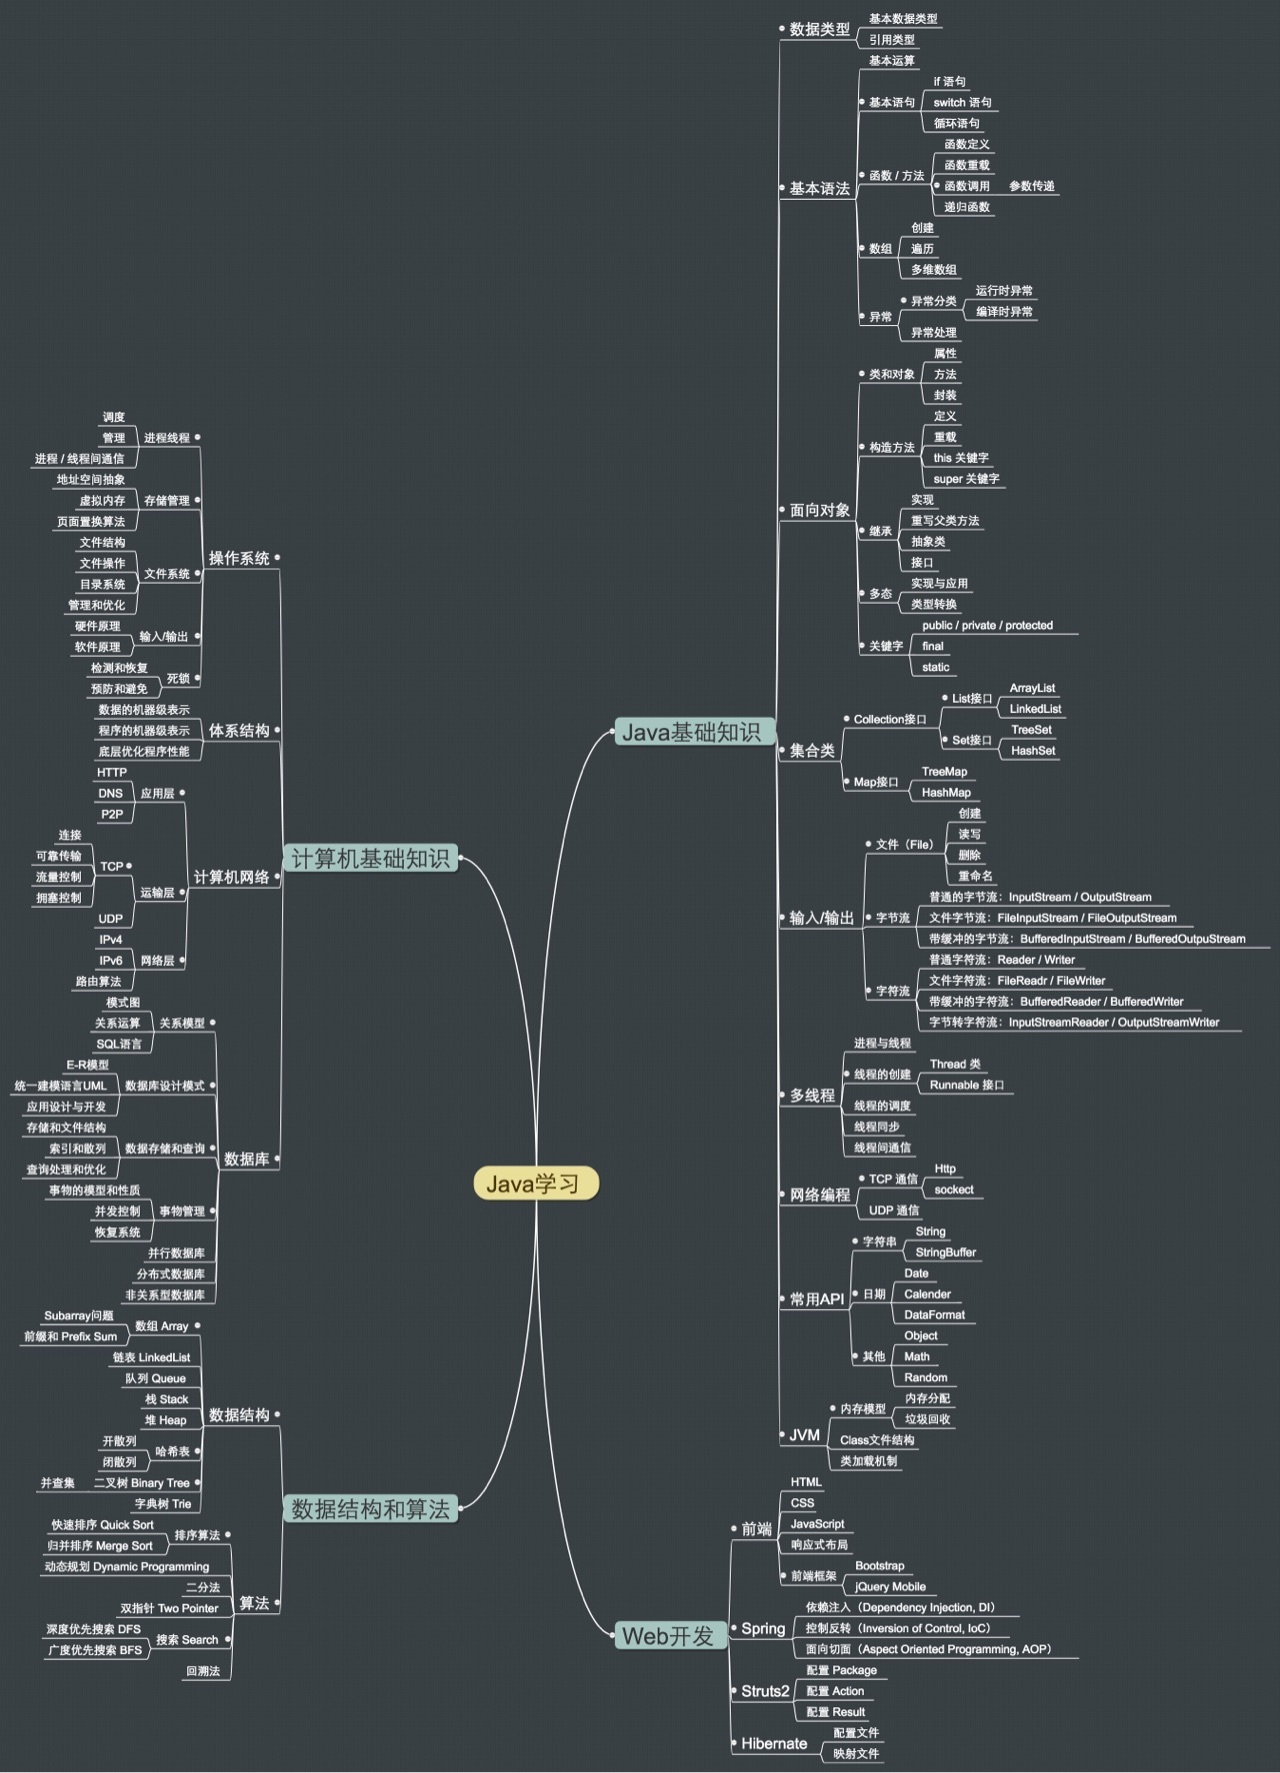 Java学习
Java基础知识
数据类型
基本数据类型
引用类型
基本语法
基本运算
基本语句
if 语句
switch 语句
循环语句
函数 / 方法
函数定义
函数重载
函数调用
参数传递
递归函数
数组
创建
遍历
多维数组
异常
异常分类
运行时异常
编译时异常
异常处理
面向对象
类和对象
属性
方法
封装
构造方法
定义
重载
this 关键字
super 关键字
继承
实现
重写父类方法
抽象类
接口
多态
实现与应用
类型转换
关键字
public / private / protected
final
static
集合类
Collection接口
List接口
ArrayList
LinkedList
Set接口
TreeSet
HashSet
Map接口
TreeMap
HashMap
输入/输出
文件（File）
创建
读写
删除
重命名
字节流
普通的字节流：InputStream / OutputStream
文件字节流：FileInputStream / FileOutputStream
带缓冲的字节流：BufferedInputStream / BufferedOutpuStream
字符流
普通字符流：Reader / Writer
文件字符流：FileReadr / FileWriter
带缓冲的字符流：BufferedReader / BufferedWriter
字节转字符流：InputStreamReader / OutputStreamWriter
多线程
进程与线程
线程的创建
Thread 类
Runnable 接口
线程的调度
线程同步
线程间通信
网络编程
TCP 通信
Http
sockect
UDP 通信
常用API
字符串
String
StringBuffer
日期
Date
Calender
DataFormat
其他
Object
Math
Random
JVM
内存模型
内存分配
垃圾回收
Class文件结构
类加载机制
Web开发
前端
HTML
CSS
JavaScript
响应式布局
前端框架
Bootstrap
jQuery Mobile
Spring
依赖注入（Dependency Injection, DI）
控制反转（Inversion of Control, IoC）
面向切面（Aspect Oriented Programming, AOP）
Struts2
配置 Package
配置 Action
配置 Result
Hibernate
配置文件
映射文件
计算机基础知识
操作系统
进程线程
调度
管理
进程 / 线程间通信
存储管理
地址空间抽象
虚拟内存
页面置换算法
文件系统
文件结构
文件操作
目录系统
管理和优化
输入/输出
硬件原理
软件原理
死锁
检测和恢复
预防和避免
体系结构
数据的机器级表示
程序的机器级表示
底层优化程序性能
计算机网络
应用层
HTTP
DNS
P2P
运输层
TCP
连接
可靠传输
流量控制
拥塞控制
UDP
网络层
IPv4
IPv6
路由算法
数据库
关系模型
模式图
关系运算
SQL语言
数据库设计模式
E-R模型
统一建模语言UML
应用设计与开发
数据存储和查询
存储和文件结构
索引和散列
查询处理和优化
事物管理
事物的模型和性质
并发控制
恢复系统
并行数据库
分布式数据库
非关系型数据库
数据结构和算法
数据结构
数组 Array
Subarray问题
前缀和 Prefix Sum
链表 LinkedList
队列 Queue
栈 Stack
堆 Heap
哈希表
开散列
闭散列
二叉树 Binary Tree
并查集
字典树 Trie
算法
排序算法
快速排序 Quick Sort
归并排序 Merge Sort
动态规划 Dynamic Programming
二分法
双指针 Two Pointer
搜索 Search
深度优先搜索 DFS
广度优先搜索 BFS
回溯法